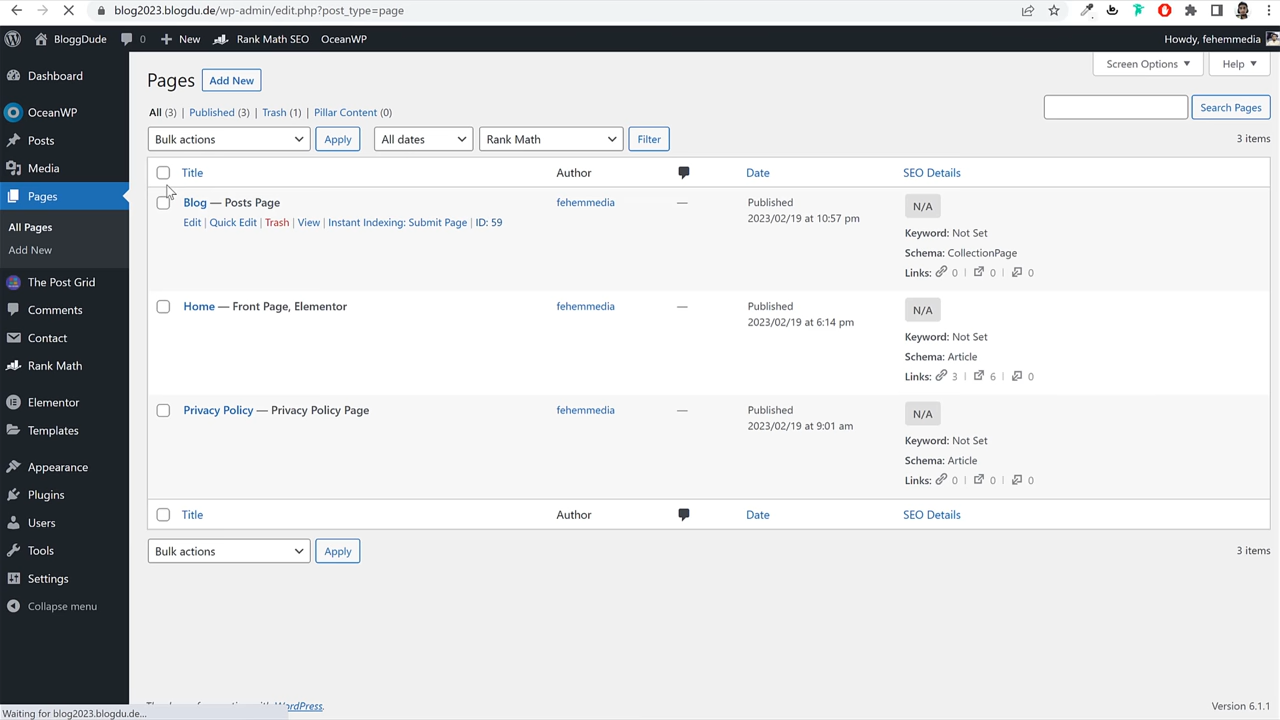 blog2023.blogdu.de/wp-admin/edit.php?post_type=page
BloggDude 0 New Rank Math SEO OceanWP Howdy, fehemmedia
Dashboard
OceanWP
Posts
Media
Pages
All Pages
Add New
The Post Grid
Comments
Contact
Rank Math
Elementor
Templates
Appearance
Plugins
Users
Tools
Settings
Collapse menu
Screen Options Help
Pages Add New
All (3) | Published (3) | Trash (1) | Pillar Content (0)
Search Pages
Bulk actions Apply All dates Rank Math Filter 3 items
Title Author Date SEO Details
Blog — Posts Page fehemmedia — Published N/A
Edit | Quick Edit | Trash | View | Instant Indexing: Submit Page | ID: 59 2023/02/19 at 10:57 pm
Keyword: Not Set
Schema: CollectionPage
Links: 0 | 0 | 0
Home — Front Page, Elementor fehemmedia — Published N/A
2023/02/19 at 6:14 pm
Keyword: Not Set
Schema: Article
Links: 3 | 6 | 0
Privacy Policy — Privacy Policy Page fehemmedia — Published N/A
2023/02/19 at 9:01 am
Keyword: Not Set
Schema: Article
Links: 0 | 0 | 0
Title Author Date SEO Details
Bulk actions Apply 3 items
WordPress. Version 6.1.1
Waiting for blog2023.blogdu.de...